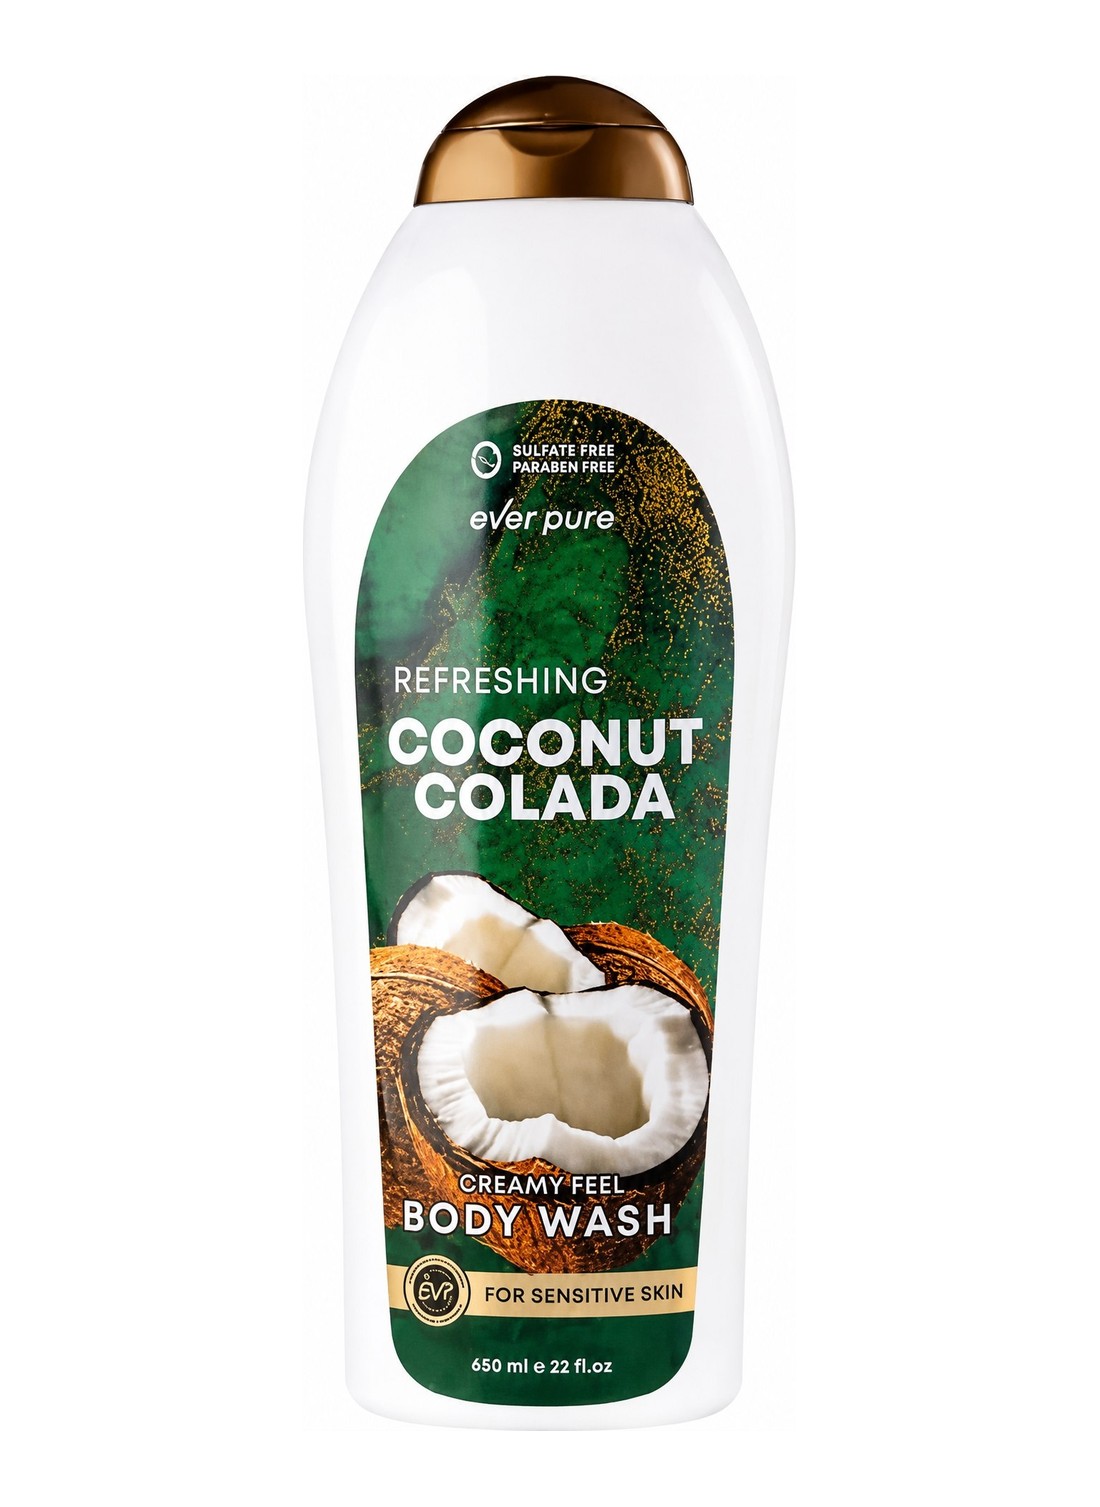 SULFATE FREE
PARABEN FREE
ever pure
REFRESHING
COCONUT
COLADA
CREAMY FEEL
BODY WASH
EVP
FOR SENSITIVE SKIN
650 ml e 22 fl.oz